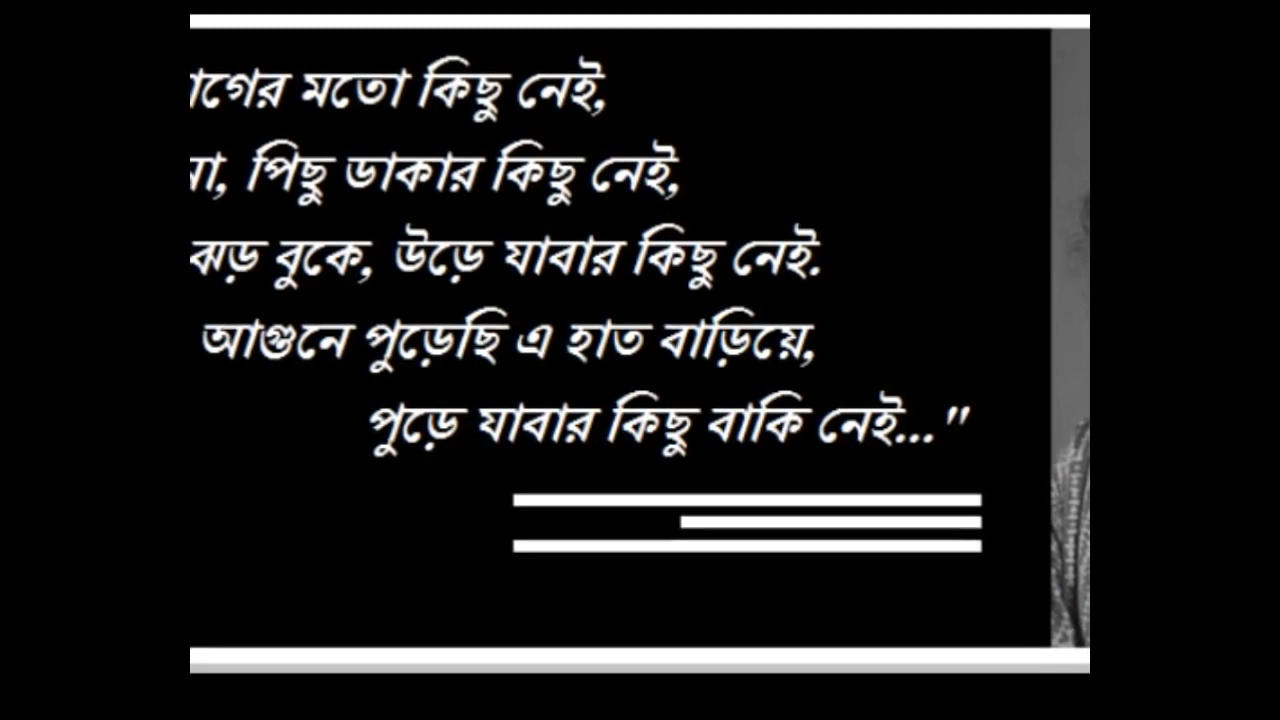 মতো কিছু নেই,
পিছু ডাকার কিছু নেই,
ঝড় বুকে, উড়ে যাবার কিছু নেই.
আগুনে পুড়েছি এ হাত বাড়িয়ে,
পুড়ে যাবার কিছু বাকি নেই..."